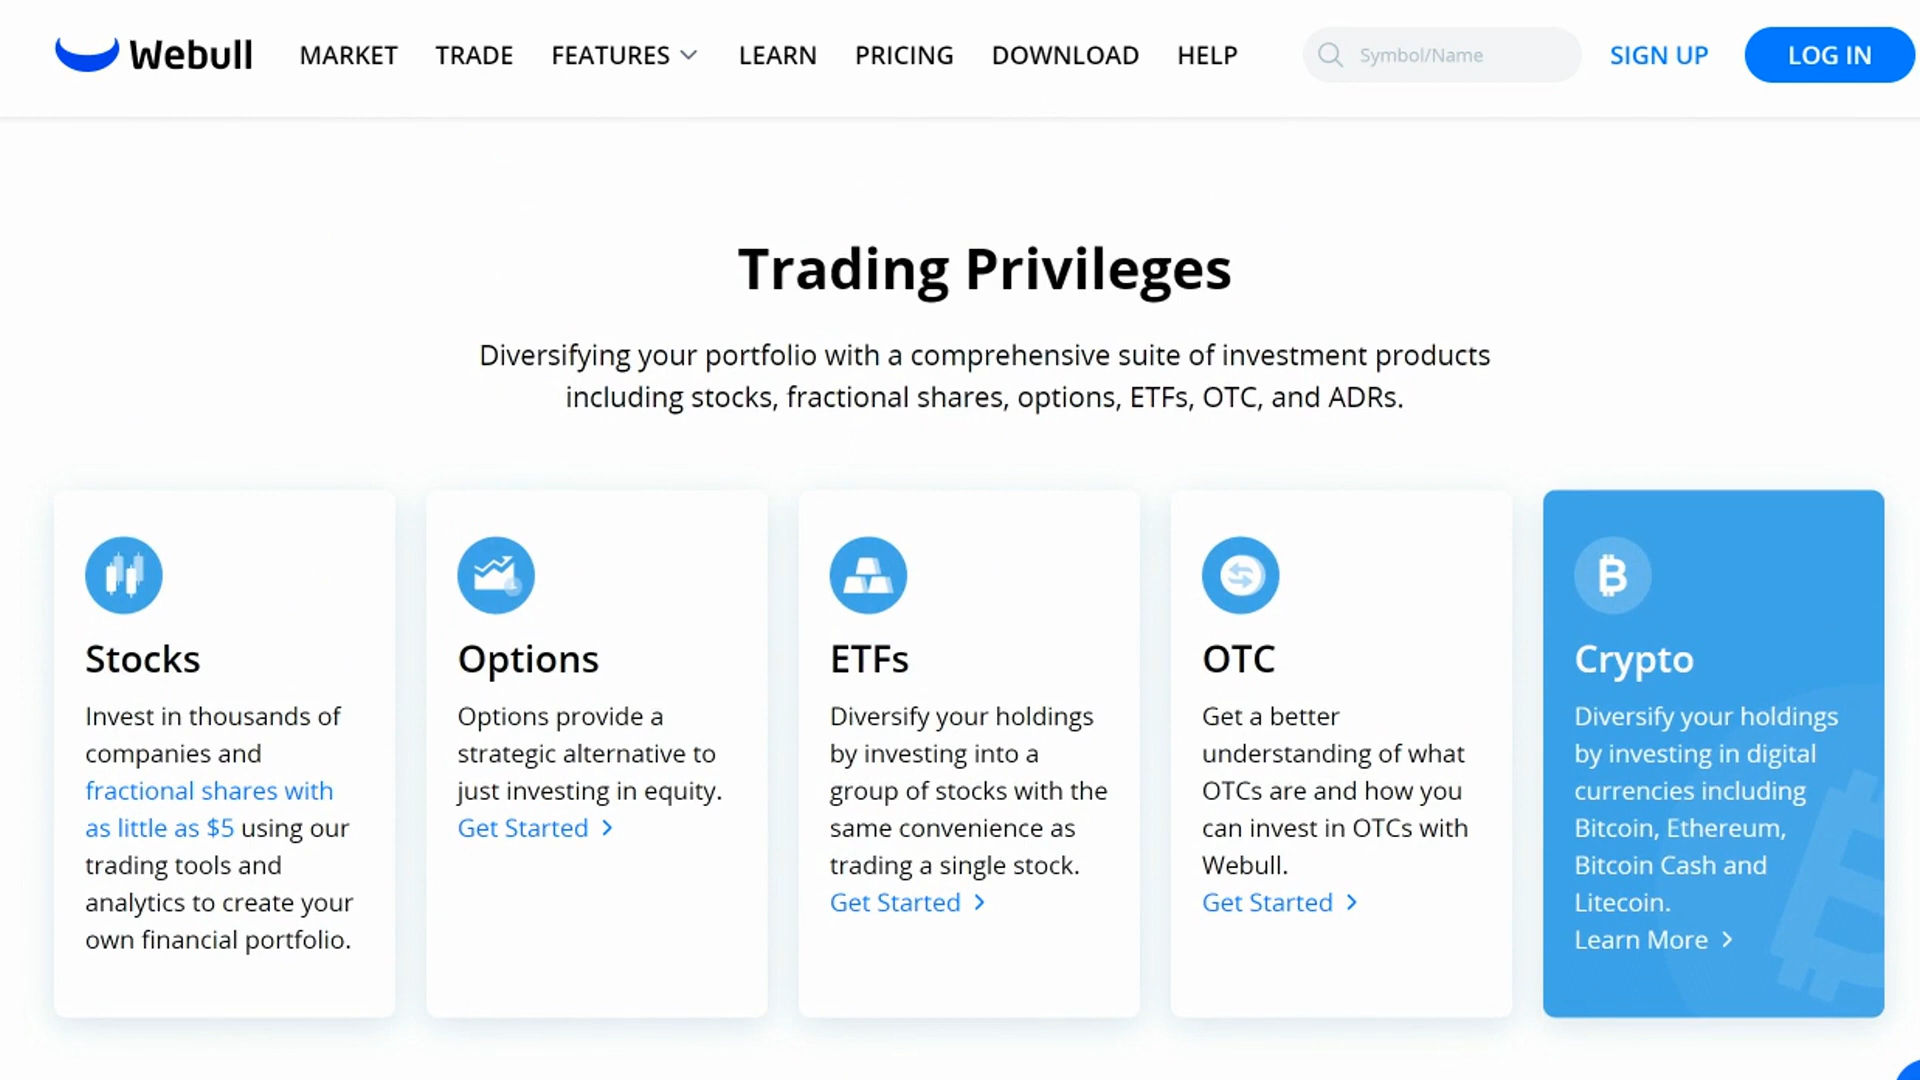 Webull MARKET TRADE FEATURES LEARN PRICING DOWNLOAD HELP Symbol/Name SIGN UP LOG IN
Trading Privileges
Diversifying your portfolio with a comprehensive suite of investment products
including stocks, fractional shares, options, ETFs, OTC, and ADRs.
Stocks
Invest in thousands of
companies and
fractional shares with
as little as $5 using our
trading tools and
analytics to create your
own financial portfolio.
Options
Options provide a
strategic alternative to
just investing in equity.
Get Started >
ETFs
Diversify your holdings
by investing into a
group of stocks with the
same convenience as
trading a single stock.
Get Started >
OTC
Get a better
understanding of what
OTCs are and how you
can invest in OTCs with
Webull.
Get Started >
Crypto
Diversify your holdings
by investing in digital
currencies including
Bitcoin, Ethereum,
Bitcoin Cash and
Litecoin.
Learn More >